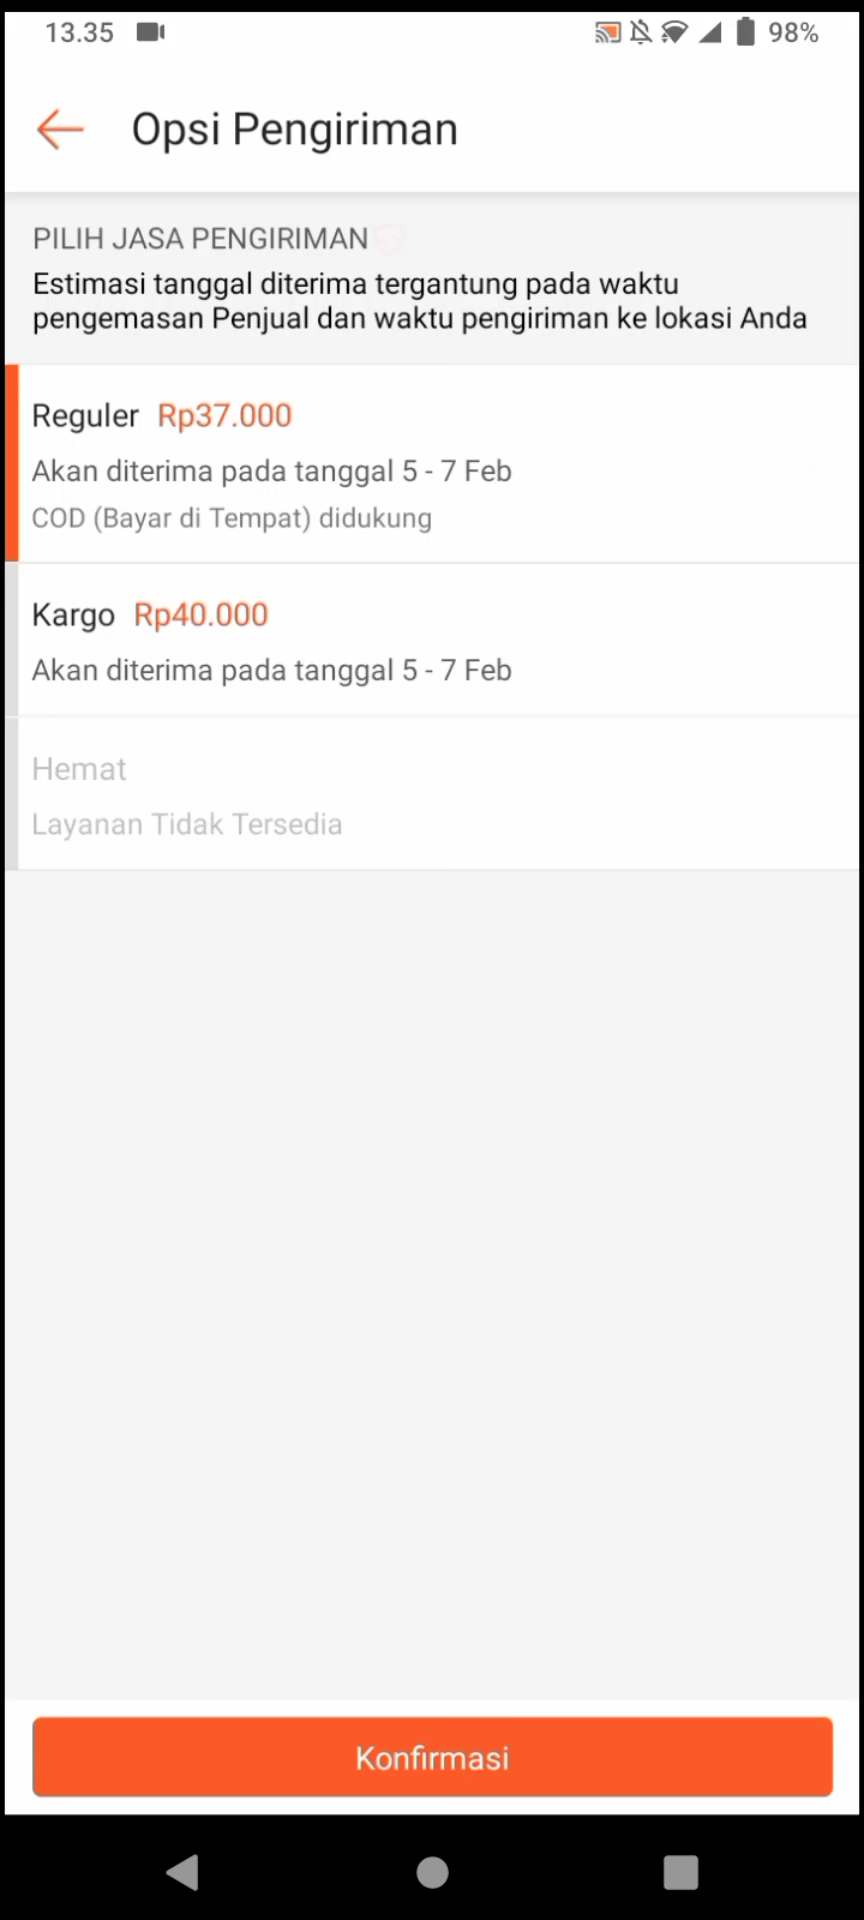 13.35
98%
Opsi Pengiriman
PILIH JASA PENGIRIMAN
Estimasi tanggal diterima tergantung pada waktu
pengemasan Penjual dan waktu pengiriman ke lokasi Anda
Reguler Rp37.000
Akan diterima pada tanggal 5 - 7 Feb
COD (Bayar di Tempat) didukung
Kargo Rp40.000
Akan diterima pada tanggal 5 - 7 Feb
Hemat
Layanan Tidak Tersedia
Konfirmasi